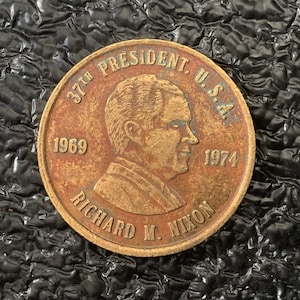 37TH PRESIDENT. U.S.A.
1969
1974
RICHARD M. NIXON